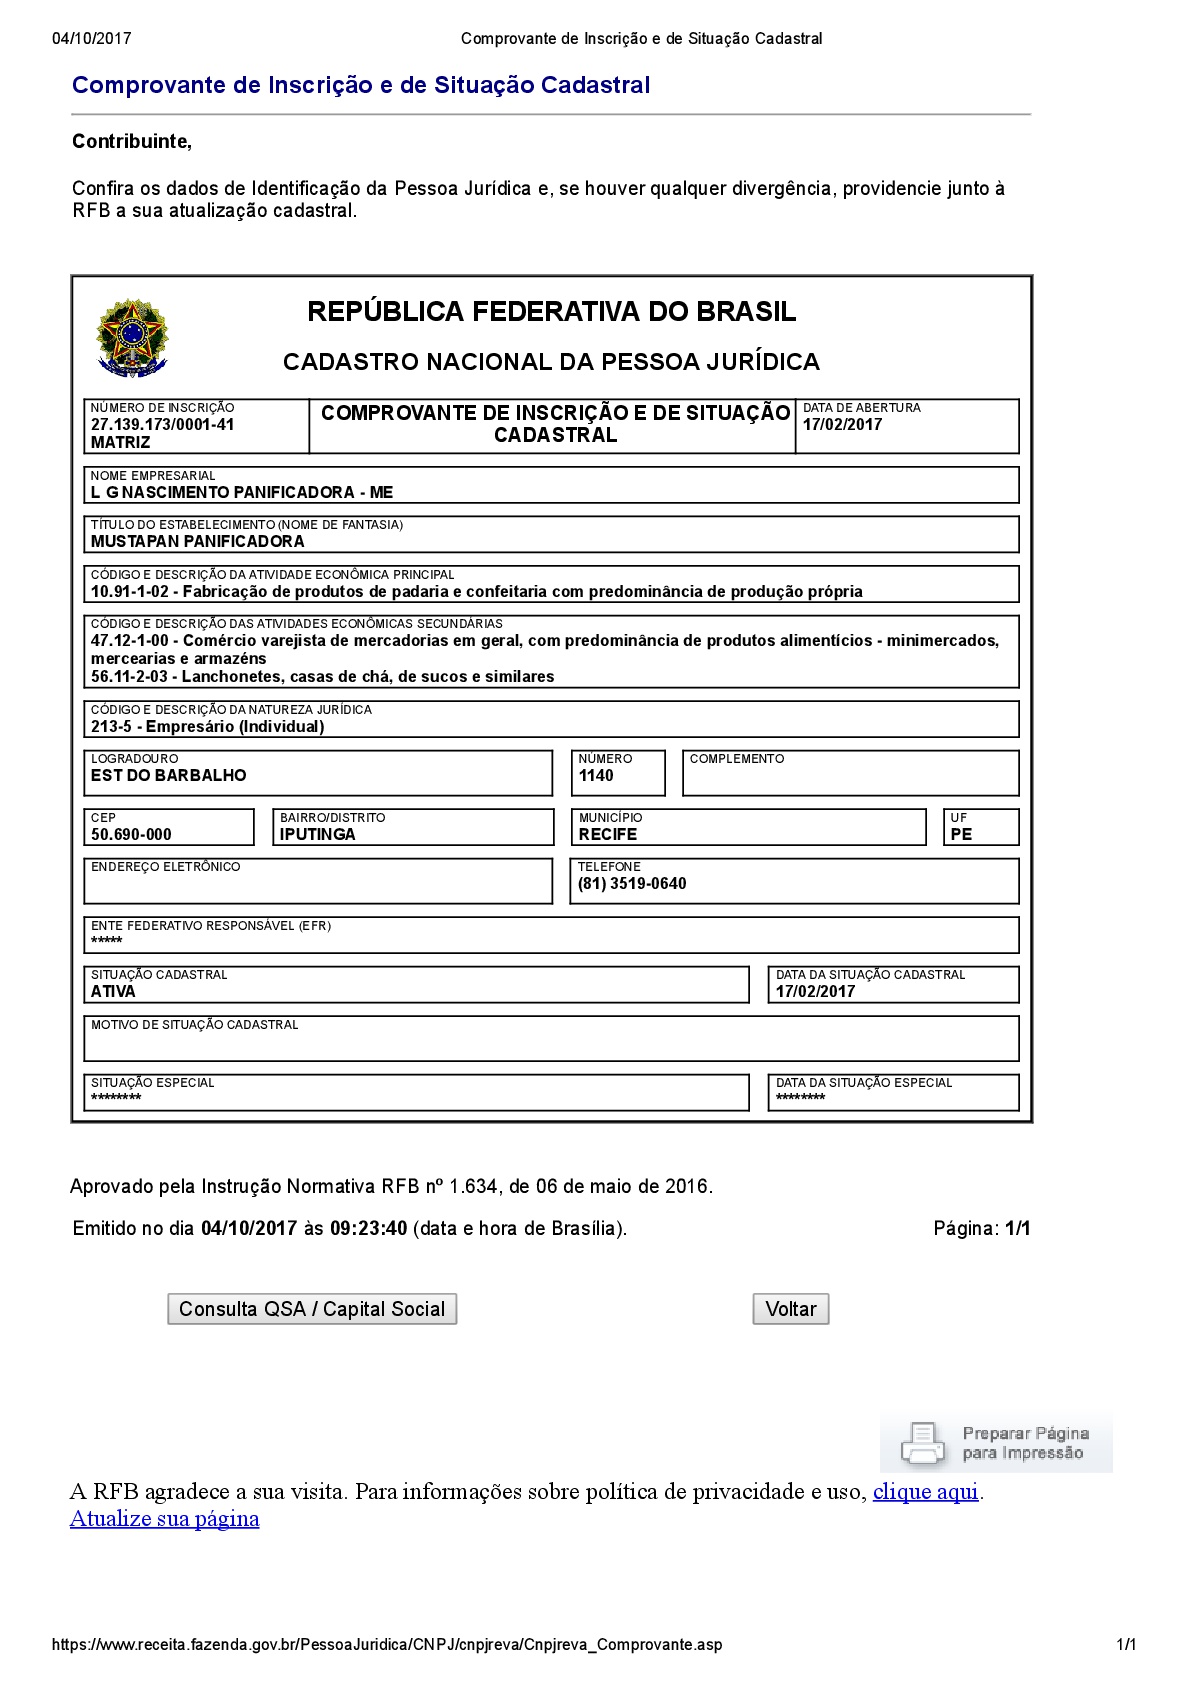 04/10/2017 Comprovante de Inscrição e de Situação Cadastral
Comprovante de Inscrição e de Situação Cadastral
Contribuinte,
Confira os dados de Identificação da Pessoa Jurídica e, se houver qualquer divergência, providencie junto à
RFB a sua atualização cadastral.
REPÚBLICA FEDERATIVA DO BRASIL
CADASTRO NACIONAL DA PESSOA JURÍDICA
NÚMERO DE INSCRIÇÃO
27.139.173/0001-41
MATRIZ
COMPROVANTE DE INSCRIÇÃO E DE SITUAÇÃO
CADASTRAL
DATA DE ABERTURA
17/02/2017
NOME EMPRESARIAL
L G NASCIMENTO PANIFICADORA - ME
TÍTULO DO ESTABELECIMENTO (NOME DE FANTASIA)
MUSTAPAN PANIFICADORA
CÓDIGO E DESCRIÇÃO DA ATIVIDADE ECONÔMICA PRINCIPAL
10.91-1-02 - Fabricação de produtos de padaria e confeitaria com predominância de produção própria
CÓDIGO E DESCRIÇÃO DAS ATIVIDADES ECONÔMICAS SECUNDÁRIAS
47.12-1-00 - Comércio varejista de mercadorias em geral, com predominância de produtos alimentícios - minimercados,
mercearias e armazéns
56.11-2-03 - Lanchonetes, casas de chá, de sucos e similares
CÓDIGO E DESCRIÇÃO DA NATUREZA JURÍDICA
213-5 - Empresário (Individual)
LOGRADOURO
EST DO BARBALHO
NÚMERO
1140
COMPLEMENTO
CEP
50.690-000
BAIRRO/DISTRITO
IPUTINGA
MUNICÍPIO
RECIFE
UF
PE
ENDEREÇO ELETRÔNICO
TELEFONE
(81) 3519-0640
ENTE FEDERATIVO RESPONSÁVEL (EFR)
*****
SITUAÇÃO CADASTRAL
ATIVA
DATA DA SITUAÇÃO CADASTRAL
17/02/2017
MOTIVO DE SITUAÇÃO CADASTRAL
SITUAÇÃO ESPECIAL
********
DATA DA SITUAÇÃO ESPECIAL
********
Aprovado pela Instrução Normativa RFB nº 1.634, de 06 de maio de 2016.
Emitido no dia 04/10/2017 às 09:23:40 (data e hora de Brasília). Página: 1/1
Consulta QSA / Capital Social Voltar
Preparar Página
para Impressão
A RFB agradece a sua visita. Para informações sobre política de privacidade e uso, clique aqui.
Atualize sua página
https://www.receita.fazenda.gov.br/PessoaJuridica/CNPJ/cnpjreva/Cnpjreva_Comprovante.asp 1/1